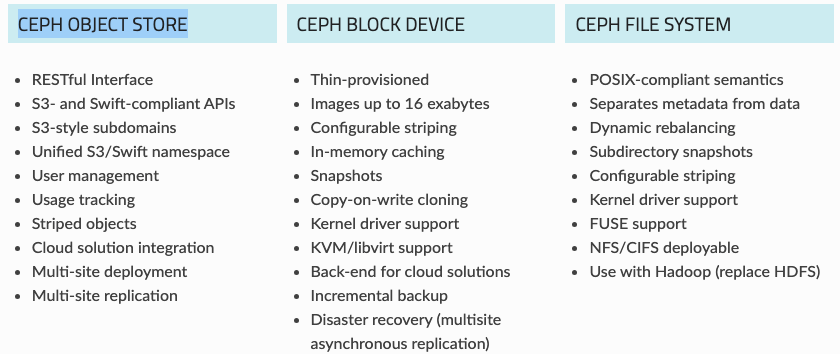 CEPH OBJECT STORE
RESTful Interface
S3- and Swift-compliant APIs
S3-style subdomains
Unified S3/Swift namespace
User management
Usage tracking
Striped objects
Cloud solution integration
Multi-site deployment
Multi-site replication
CEPH BLOCK DEVICE
Thin-provisioned
Images up to 16 exabytes
Configurable striping
In-memory caching
Snapshots
Copy-on-write cloning
Kernel driver support
KVM/libvirt support
Back-end for cloud solutions
Incremental backup
Disaster recovery (multisite
asynchronous replication)
CEPH FILE SYSTEM
POSIX-compliant semantics
Separates metadata from data
Dynamic rebalancing
Subdirectory snapshots
Configurable striping
Kernel driver support
FUSE support
NFS/CIFS deployable
Use with Hadoop (replace HDFS)